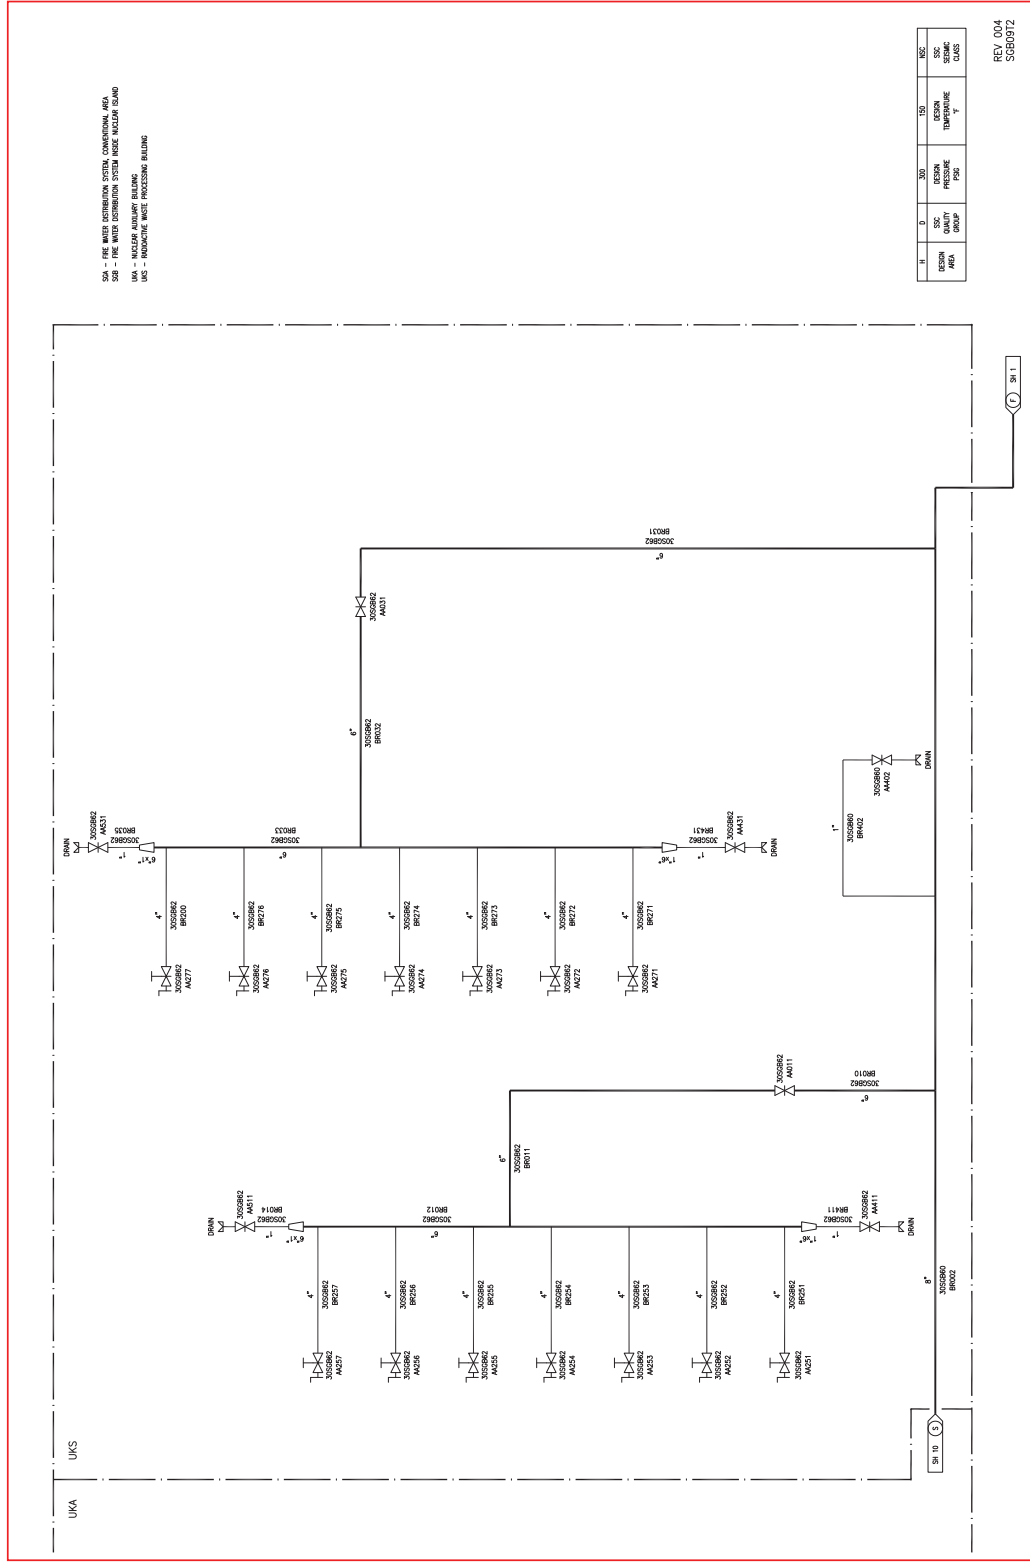 SGA – FIRE WATER DISTRIBUTION SYSTEM, CONVENTIONAL AREA
SGB – FIRE WATER DISTRIBUTION SYSTEM INSIDE NUCLEAR ISLAND
UKA – NUCLEAR AUXILIARY BUILDING
UKS – RADIOACTIVE WASTE PROCESSING BUILDING
UKA
UKS
DRAIN
30SGB62
AA511
1"
30SGB62
BR014
6"x1"
6"
30SGB62
BR012
1"x6"
1"
30SGB62
BR411
30SGB62
AA411
DRAIN
30SGB62
AA257
4"
30SGB62
BR257
30SGB62
AA256
4"
30SGB62
BR256
30SGB62
AA255
4"
30SGB62
BR255
30SGB62
AA254
4"
30SGB62
BR254
30SGB62
AA253
4"
30SGB62
BR253
30SGB62
AA252
4"
30SGB62
BR252
30SGB62
AA251
4"
30SGB62
BR251
6"
30SGB62
BR011
30SGB62
AA011
6"
30SGB62
BR010
DRAIN
30SGB62
AA531
1"
30SGB62
BR035
6"x1"
6"
30SGB62
BR033
1"x6"
1"
30SGB62
BR431
30SGB62
AA431
DRAIN
30SGB62
AA277
4"
30SGB62
BR200
30SGB62
AA276
4"
30SGB62
BR276
30SGB62
AA275
4"
30SGB62
BR275
30SGB62
AA274
4"
30SGB62
BR274
30SGB62
AA273
4"
30SGB62
BR273
30SGB62
AA272
4"
30SGB62
BR272
30SGB62
AA271
4"
30SGB62
BR271
6"
30SGB62
BR032
30SGB62
AA031
6"
30SGB62
BR031
1"
30SGB60
BR402
30SGB60
AA402
DRAIN
SH 10
S
8"
30SGB60
BR002
F
SH 1
H D 300 150 NSC
DESIGN AREA
SSC QUALITY GROUP
DESIGN PRESSURE PSIG
DESIGN TEMPERATURE °F
SSC SEISMIC CLASS
REV 004
SGB09T2